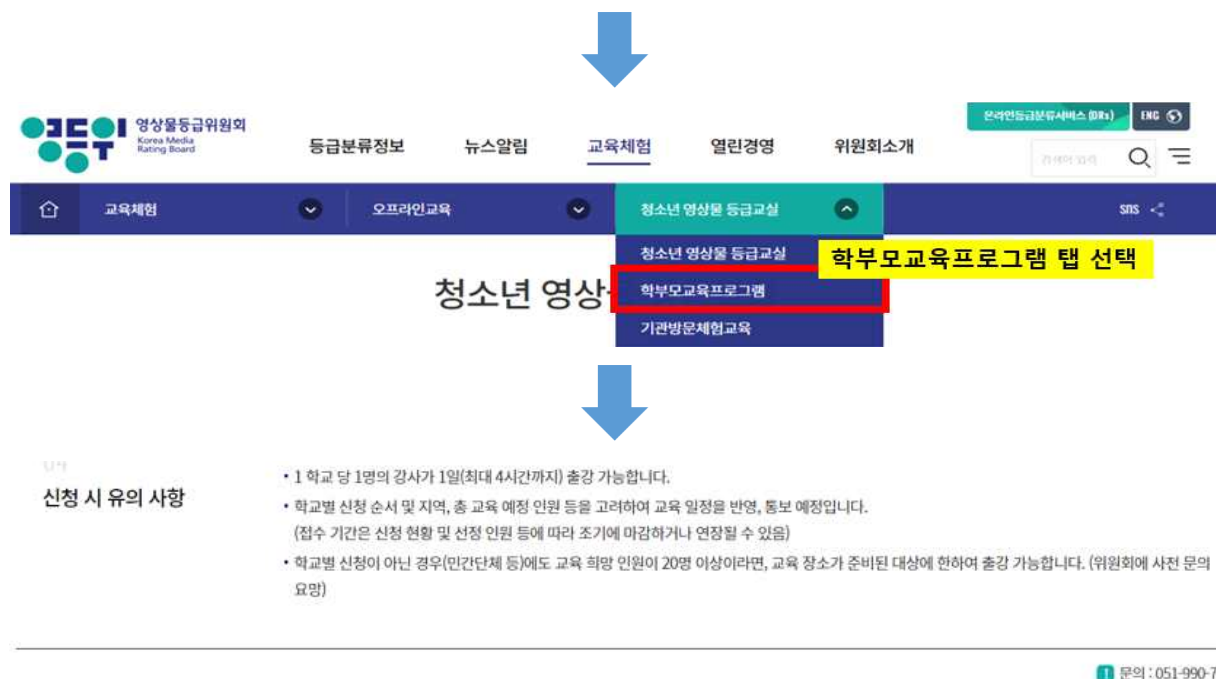 영상물등급위원회
Korea Media
Rating Board
온라인등급분류서비스 (ORs) ENG
등급분류정보 뉴스알림 교육체험 열린경영 위원회소개
교육체험 오프라인교육 청소년 영상물 등급교실 sns
청소년 영상물 등급교실
학부모교육프로그램 탭 선택
청소년 영상
학부모교육프로그램
기관방문체험교육
신청 시 유의 사항
• 1 학교 당 1명의 강사가 1일(최대 4시간까지) 출강 가능합니다.
• 학교별 신청 순서 및 지역, 총 교육 예정 인원 등을 고려하여 교육 일정을 반영, 통보 예정입니다.
(접수 기간은 신청 현황 및 선정 인원 등에 따라 조기에 마감하거나 연장될 수 있음)
• 학교별 신청이 아닌 경우(민간단체 등)에도 교육 희망 인원이 20명 이상이라면, 교육 장소가 준비된 대상에 한하여 출강 가능합니다. (위원회에 사전 문의
요망)
문의 : 051-990-7